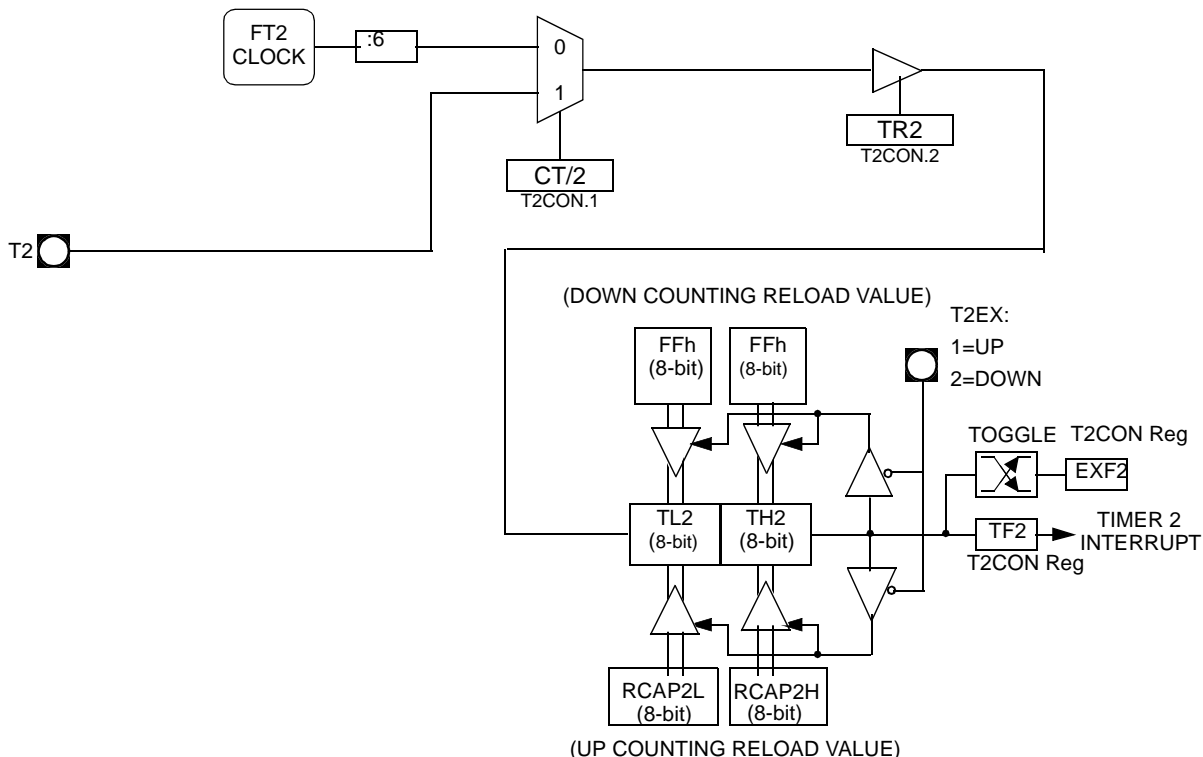 FT2
CLOCK
:6
0
1
TR2
T2CON.2
CT/2
T2CON.1
T2
(DOWN COUNTING RELOAD VALUE)
T2EX:
1=UP
2=DOWN
FFh
(8-bit)
FFh
(8-bit)
TOGGLE
T2CON Reg
EXF2
TL2
(8-bit)
TH2
(8-bit)
TF2
TIMER 2
INTERRUPT
T2CON Reg
RCAP2L
(8-bit)
RCAP2H
(8-bit)
(UP COUNTING RELOAD VALUE)